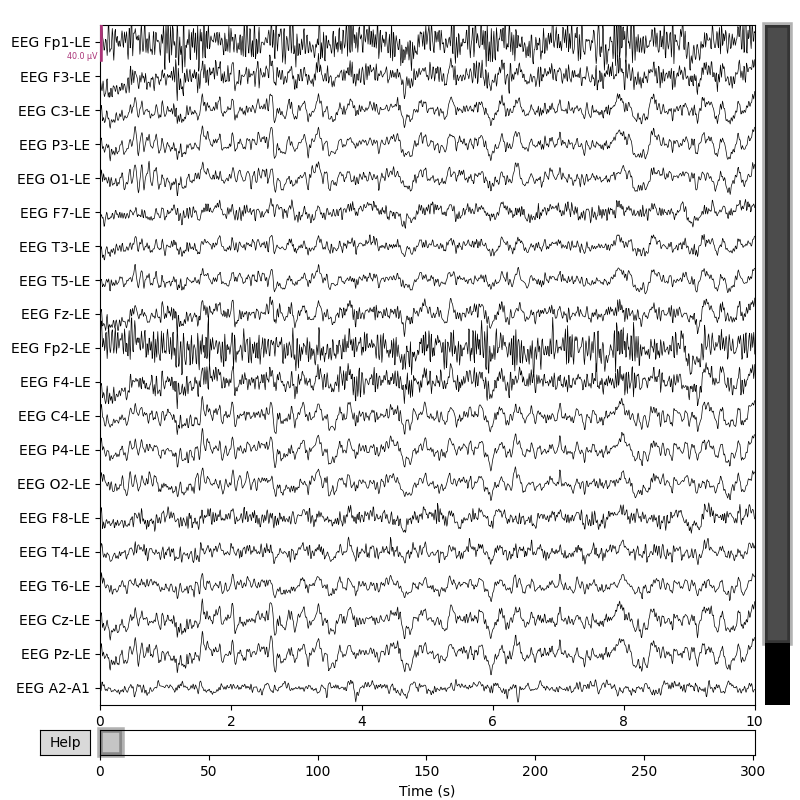 EEG Fp1-LE
40.0 µV
EEG F3-LE
EEG C3-LE
EEG P3-LE
EEG O1-LE
EEG F7-LE
EEG T3-LE
EEG T5-LE
EEG Fz-LE
EEG Fp2-LE
EEG F4-LE
EEG C4-LE
EEG P4-LE
EEG O2-LE
EEG F8-LE
EEG T4-LE
EEG T6-LE
EEG Cz-LE
EEG Pz-LE
EEG A2-A1
0 2 4 6 8 10
Help
0 50 100 150 200 250 300
Time (s)